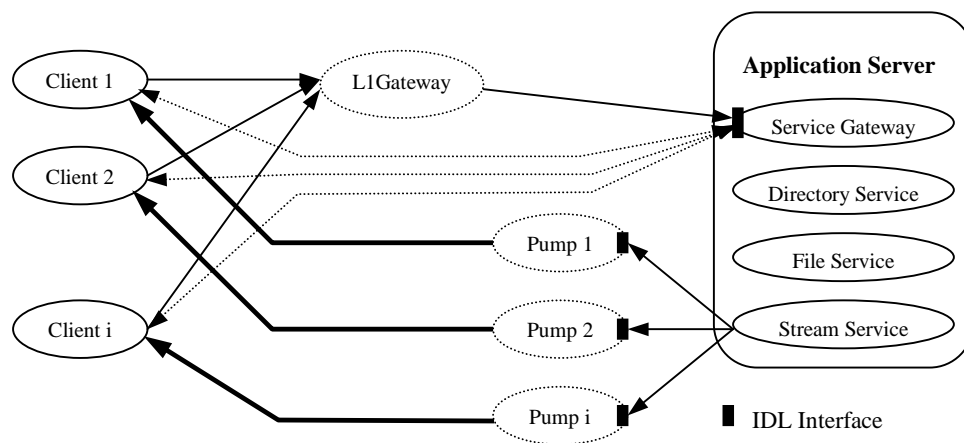 Client 1
L1Gateway
Application Server
Service Gateway
Client 2
Directory Service
Pump 1
File Service
Client i
Pump 2
Stream Service
Pump i
IDL Interface